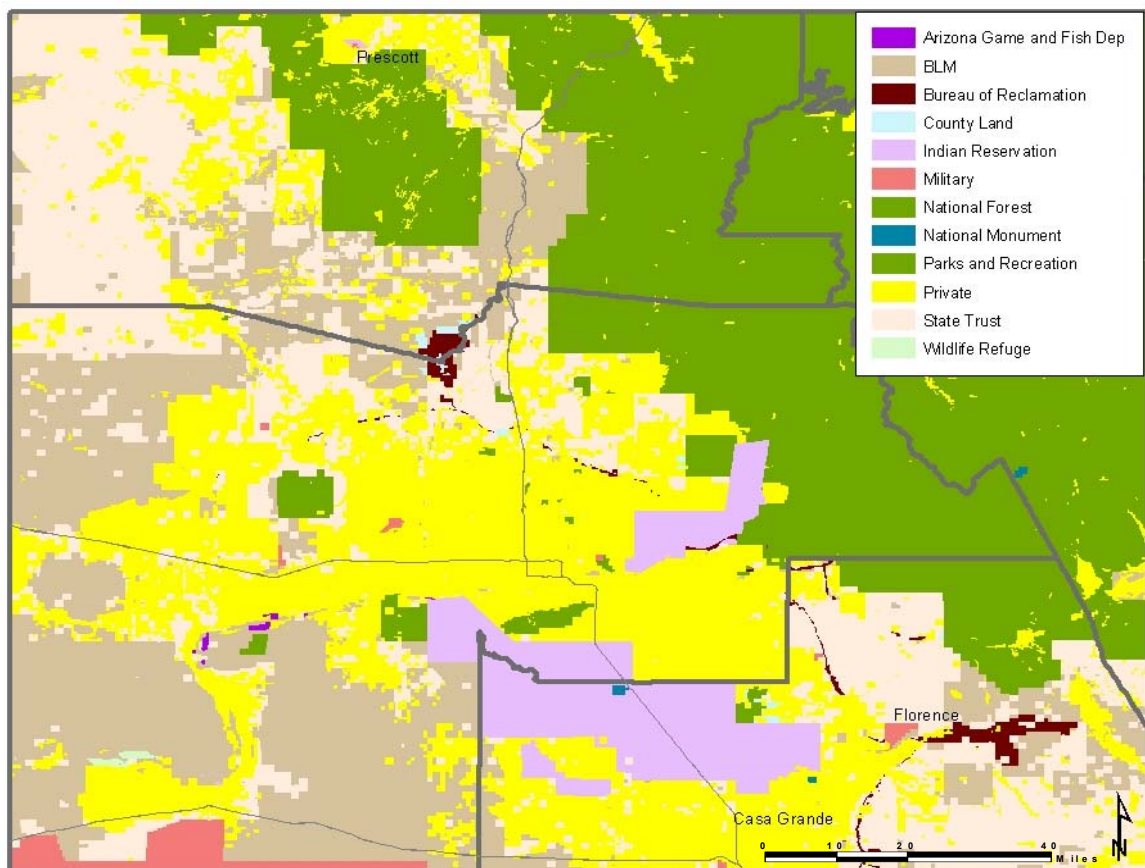 Arizona Game and Fish Dep
BLM
Bureau of Reclamation
County Land
Indian Reservation
Military
National Forest
National Monument
Parks and Recreation
Private
State Trust
Wildlife Refuge
Prescott
Florence
Casa Grande
0 10 20 40
Miles
N